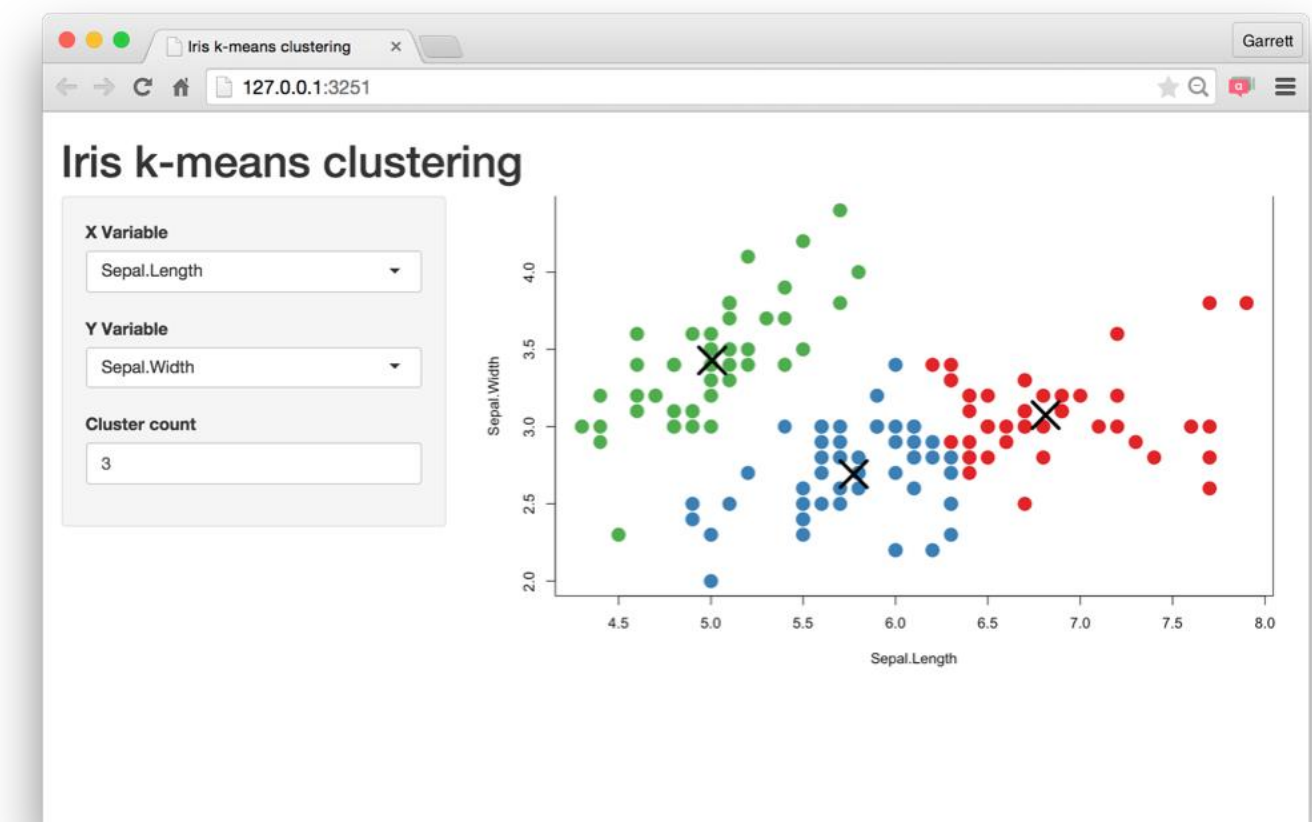 Iris k-means clustering
Garrett
127.0.0.1:3251
a
Iris k-means clustering
X Variable
Sepal.Length
Y Variable
Sepal.Width
Cluster count
3
Sepal.Width
4.0
3.5
3.0
2.5
2.0
4.5 5.0 5.5 6.0 6.5 7.0 7.5 8.0
Sepal.Length